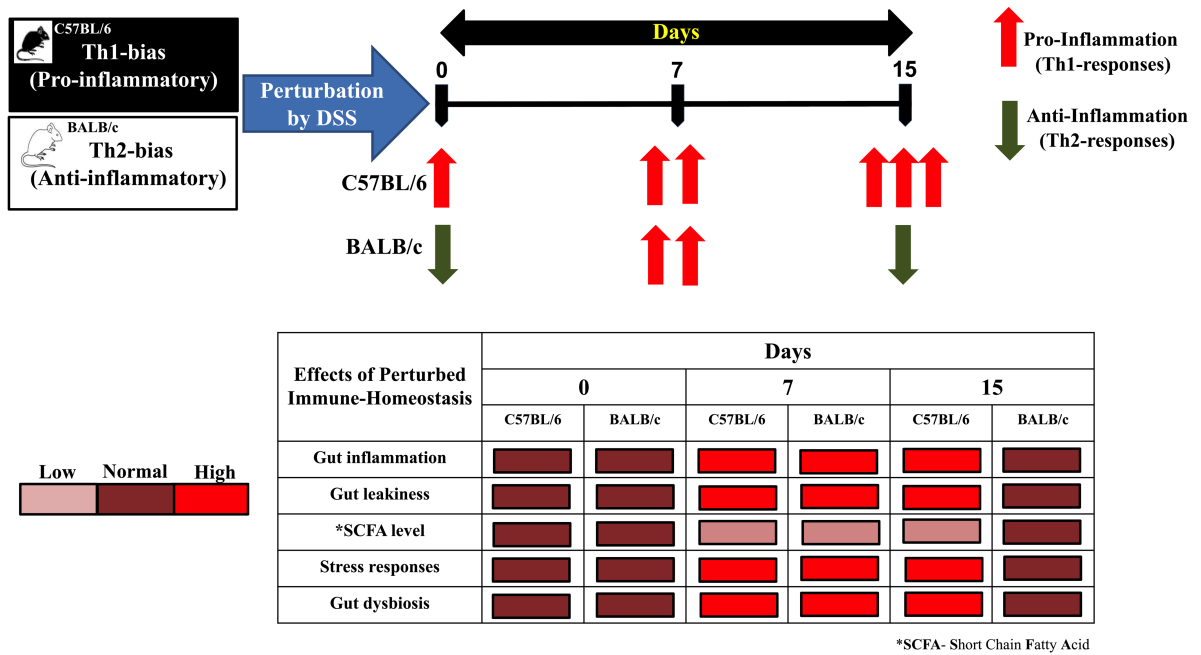 C57BL/6
Th1-bias
(Pro-inflammatory)
BALB/c
Th2-bias
(Anti-inflammatory)
Perturbation
by DSS
Days
0 7 15
C57BL/6
BALB/c
Pro-Inflammation
(Th1-responses)
Anti-Inflammation
(Th2-responses)
Low Normal High
Effects of Perturbed
Immune-Homeostasis
Days
0 7 15
C57BL/6 BALB/c C57BL/6 BALB/c C57BL/6 BALB/c
Gut inflammation
Gut leakiness
*SCFA level
Stress responses
Gut dysbiosis
*SCFA- Short Chain Fatty Acid